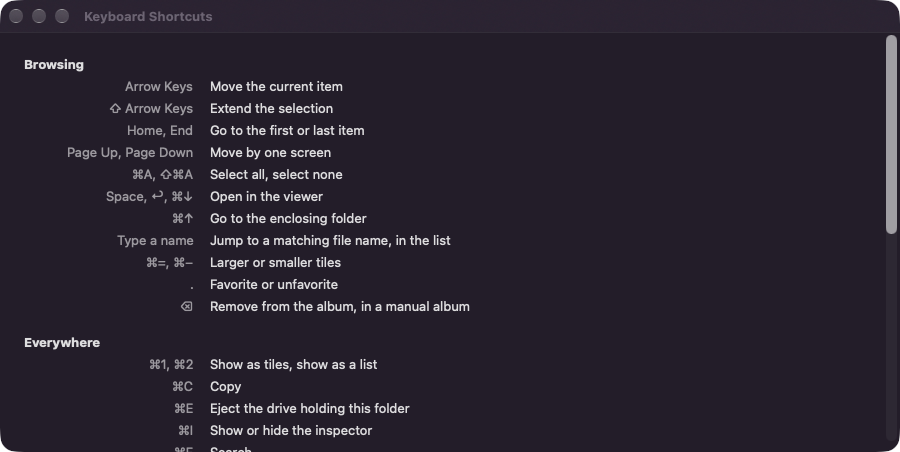 Keyboard Shortcuts
Browsing
Arrow Keys Move the current item
⇧ Arrow Keys Extend the selection
Home, End Go to the first or last item
Page Up, Page Down Move by one screen
⌘A, ⇧⌘A Select all, select none
Space, ↩, ⌘↓ Open in the viewer
⌘↑ Go to the enclosing folder
Type a name Jump to a matching file name, in the list
⌘=, ⌘− Larger or smaller tiles
. Favorite or unfavorite
⌫ Remove from the album, in a manual album
Everywhere
⌘1, ⌘2 Show as tiles, show as a list
⌘C Copy
⌘E Eject the drive holding this folder
⌘I Show or hide the inspector
⌘F Search